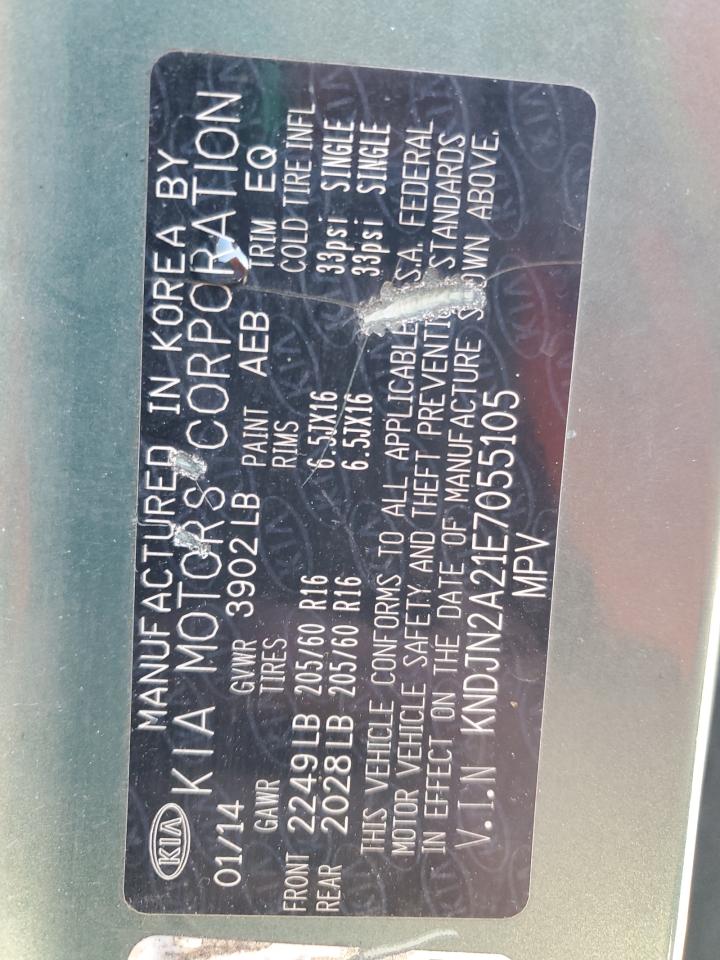 KIA MANUFACTURED IN KOREA BY
KIA MOTORS CORPORATION
01/14 GVWR 3902LB PAINT AEB TRIM EQ
GAWR TIRES RIMS COLD TIRE INFL
FRONT 2249LB 205/60 R16 6.5JX16 33psi SINGLE
REAR 2028LB 205/60 R16 6.5JX16 33psi SINGLE
THIS VEHICLE CONFORMS TO ALL APPLICABLE .S.A. FEDERAL
MOTOR VEHICLE SAFETY AND THEFT PREVENTI STANDARDS
IN EFFECT ON THE DATE OF MANUFACTURE S OWN ABOVE.
V.I.N KNDJN2A21E7055105
MPV